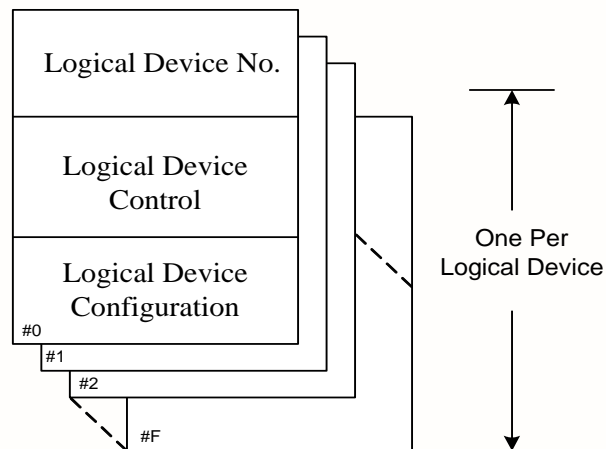 Logical Device No.
Logical Device
Control
Logical Device
Configuration
#0
#1
#2
#F
One Per
Logical Device